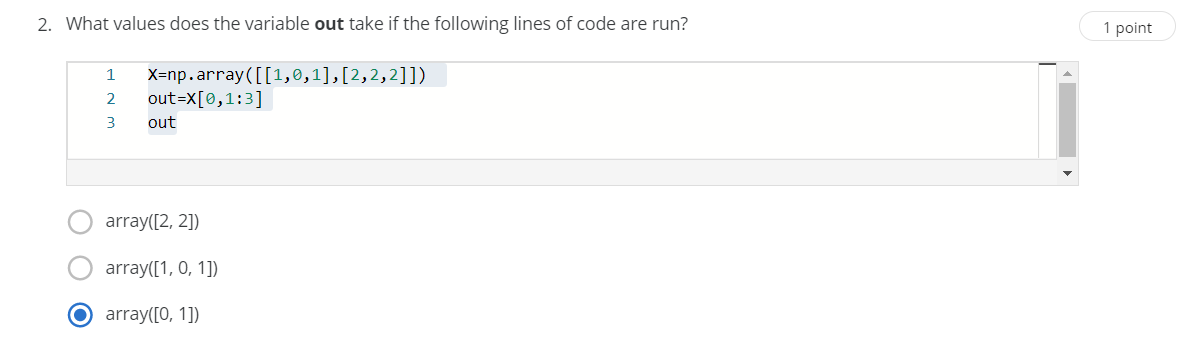 2. What values does the variable out take if the following lines of code are run?
1 point
1 X=np.array([[1,0,1],[2,2,2]])
2 out=X[0,1:3]
3 out
array([2, 2])
array([1, 0, 1])
array([0, 1])